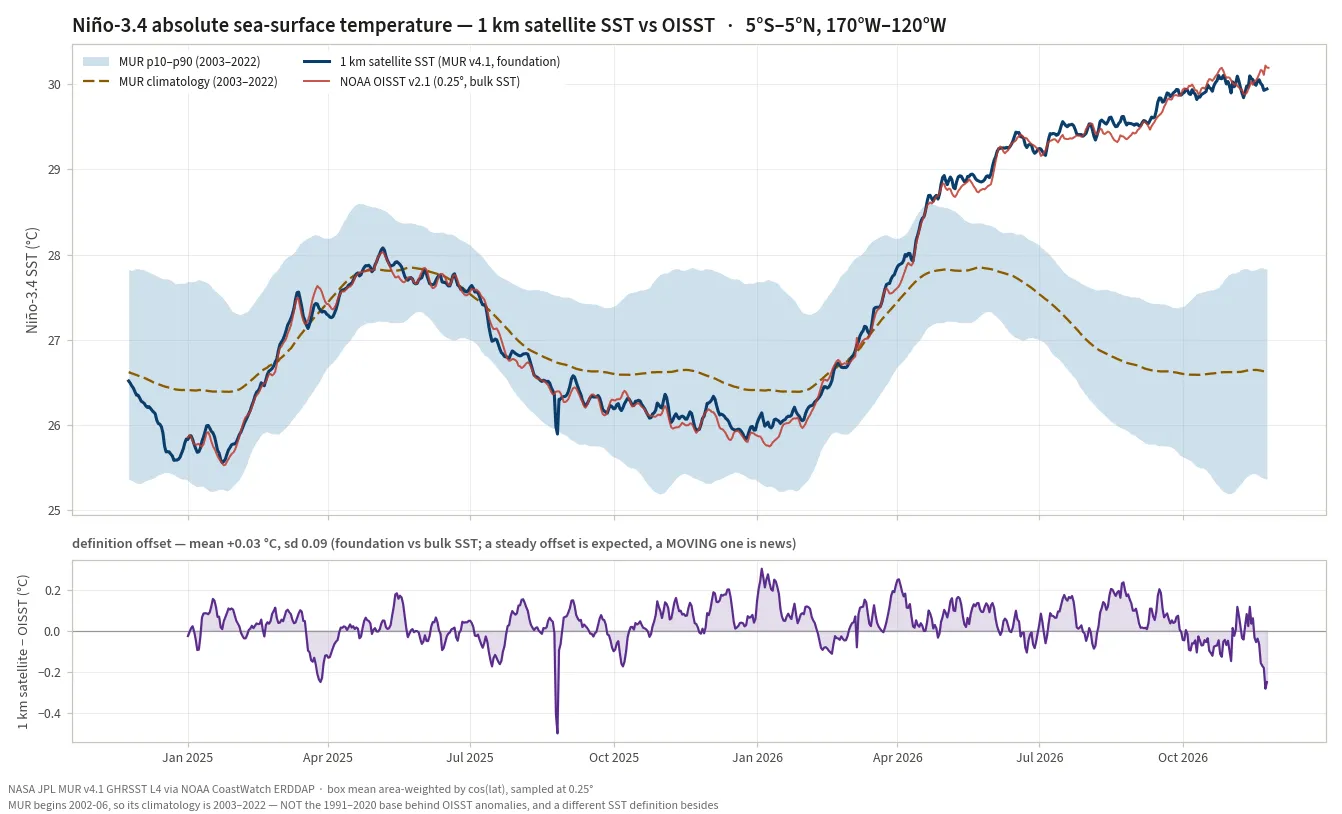 Niño-3.4 absolute sea-surface temperature — 1 km satellite SST vs OISST · 5°S–5°N, 170°W–120°W
MUR p10–p90 (2003–2022)
1 km satellite SST (MUR v4.1, foundation)
MUR climatology (2003–2022)
NOAA OISST v2.1 (0.25°, bulk SST)
Niño-3.4 SST (°C)
30
29
28
27
26
25
definition offset — mean +0.03 °C, sd 0.09 (foundation vs bulk SST; a steady offset is expected, a MOVING one is news)
1 km satellite − OISST (°C)
0.2
0.0
−0.2
−0.4
Jan 2025
Apr 2025
Jul 2025
Oct 2025
Jan 2026
Apr 2026
Jul 2026
Oct 2026
NASA JPL MUR v4.1 GHRSST L4 via NOAA CoastWatch ERDDAP · box mean area-weighted by cos(lat), sampled at 0.25°
MUR begins 2002-06, so its climatology is 2003–2022 — NOT the 1991–2020 base behind OISST anomalies, and a different SST definition besides